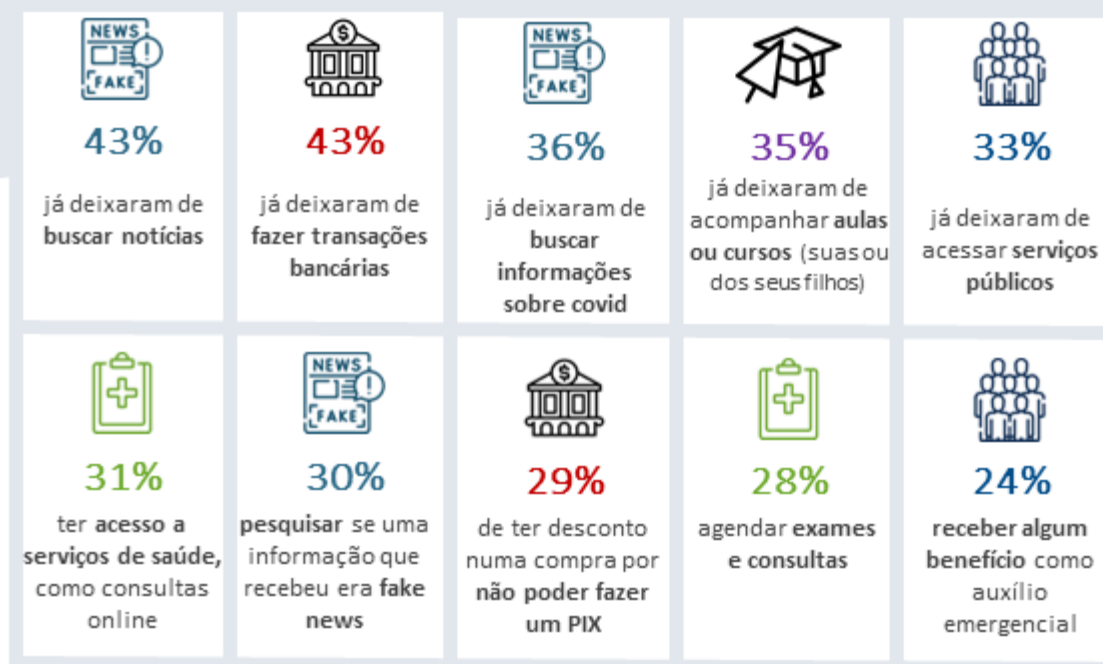 NEWS
FAKE
43%
já deixaram de
buscar notícias
$
43%
já deixaram de
fazer transações
bancárias
NEWS
FAKE
36%
já deixaram de
buscar
informações
sobre covid
35%
já deixaram de
acompanhar aulas
ou cursos (suas ou
dos seus filhos)
33%
já deixaram de
acessar serviços
públicos
31%
ter acesso a
serviços de saúde,
como consultas
online
NEWS
FAKE
30%
pesquisar se uma
informação que
recebeu era fake
news
$
29%
de ter desconto
numa compra por
não poder fazer
um PIX
28%
agendar exames
e consultas
24%
receber algum
benefício como
auxílio
emergencial